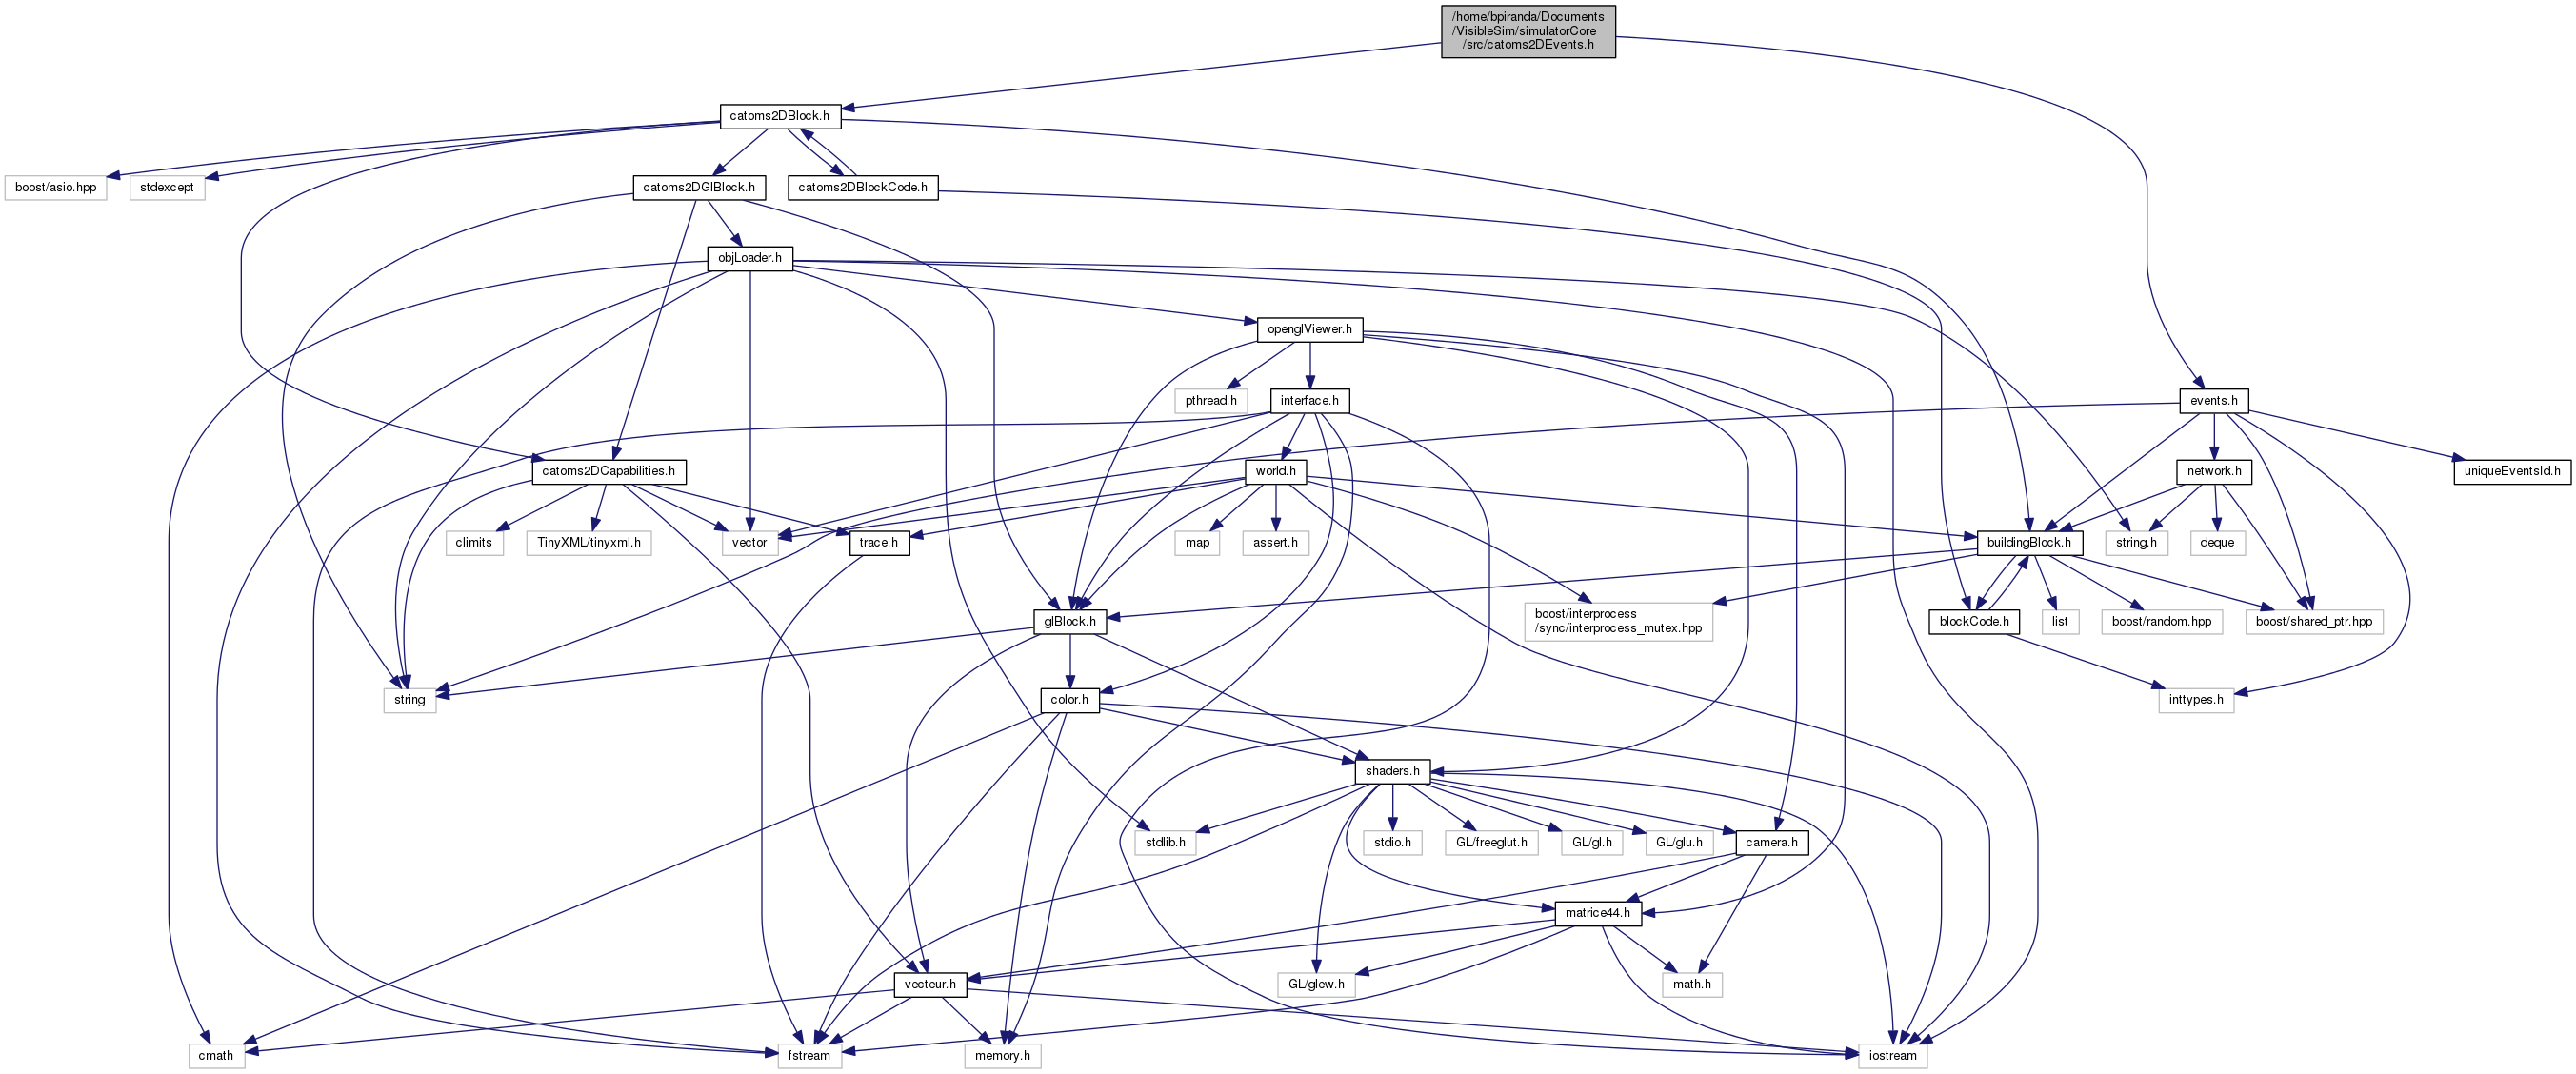 /home/bpiranda/Documents
/VisibleSim/simulatorCore
/src/catoms2DEvents.h
catoms2DBlock.h
boost/asio.hpp
stdexcept
catoms2DGlBlock.h
catoms2DBlockCode.h
objLoader.h
openglViewer.h
pthread.h
interface.h
events.h
catoms2DCapabilities.h
world.h
network.h
uniqueEventsId.h
climits
TinyXML/tinyxml.h
vector
trace.h
map
assert.h
buildingBlock.h
string.h
deque
glBlock.h
boost/interprocess
/sync/interprocess_mutex.hpp
blockCode.h
list
boost/random.hpp
boost/shared_ptr.hpp
string
color.h
inttypes.h
shaders.h
stdlib.h
stdio.h
GL/freeglut.h
GL/gl.h
GL/glu.h
camera.h
matrice44.h
vecteur.h
GL/glew.h
math.h
cmath
fstream
memory.h
iostream